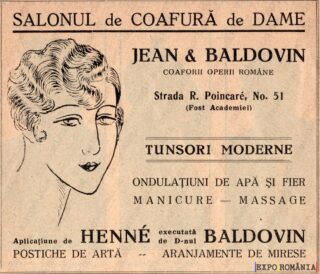 SALONUL de COAFURĂ de DAME
JEAN & BALDOVIN
COAFORII OPERII ROMÂNE
Strada R. Poincaré, No. 51
(Fost Academiei)
TUNSORI MODERNE
ONDULAȚIUNI DE APĂ ȘI FIER
MANICURE — MASSAGE
Aplicațiune de HENNÉ executată de D-nul BALDOVIN
POSTICHE DE ARTĂ -- ARANJAMENTE DE MIRESE
EXPO ROMÂNIA